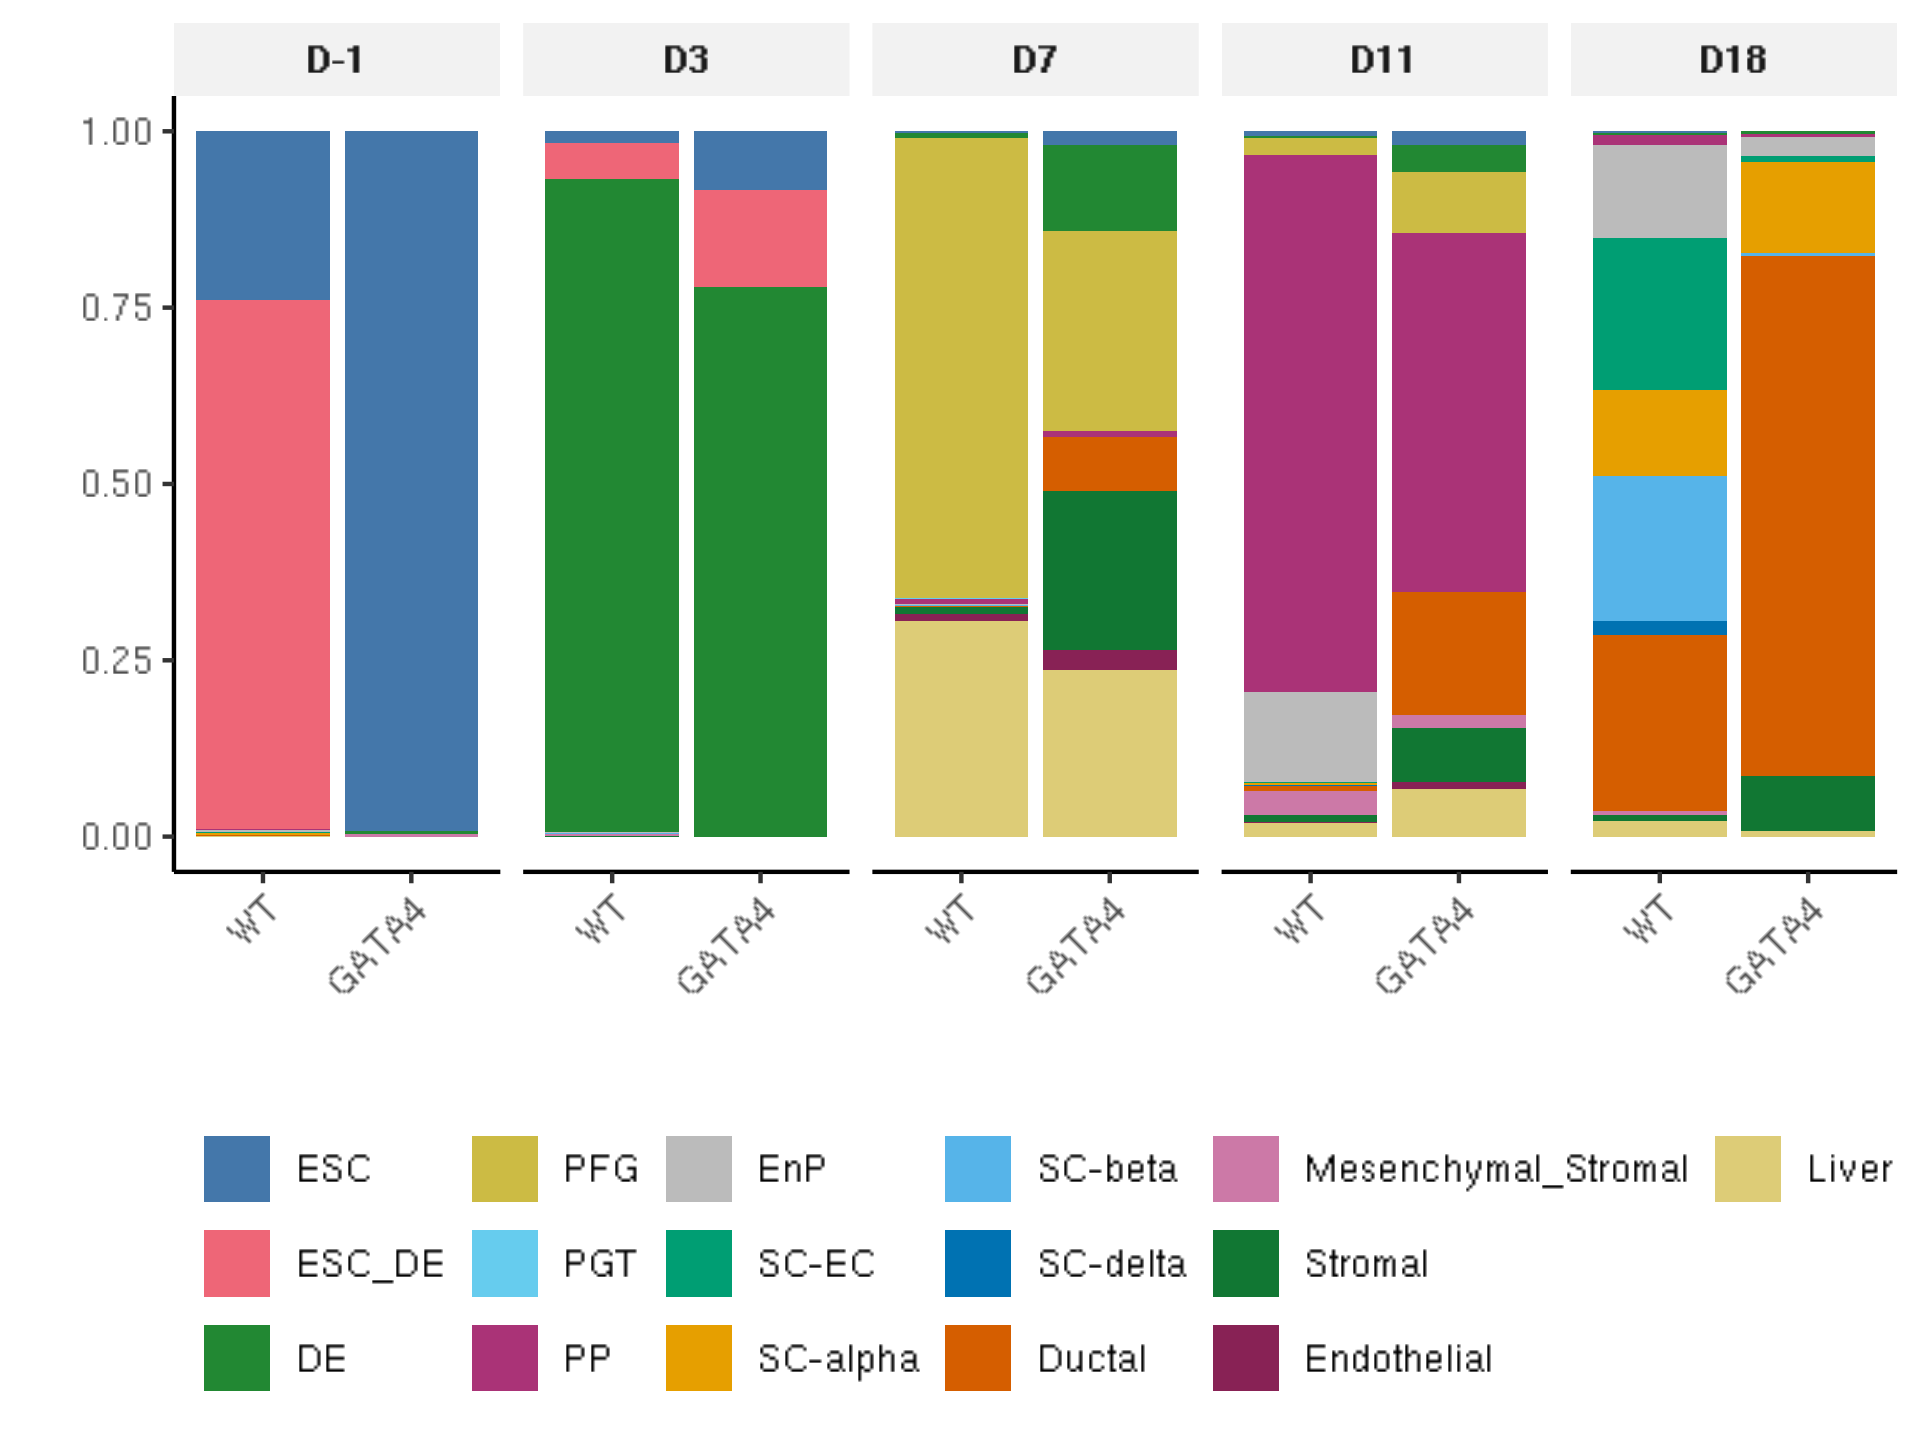 D-1 D3 D7 D11 D18
1.00
0.75
0.50
0.25
0.00
WT GATA4 WT GATA4 WT GATA4 WT GATA4 WT GATA4
ESC PFG EnP SC-beta Mesenchymal_Stromal Liver
ESC_DE PGT SC-EC SC-delta Stromal
DE PP SC-alpha Ductal Endothelial